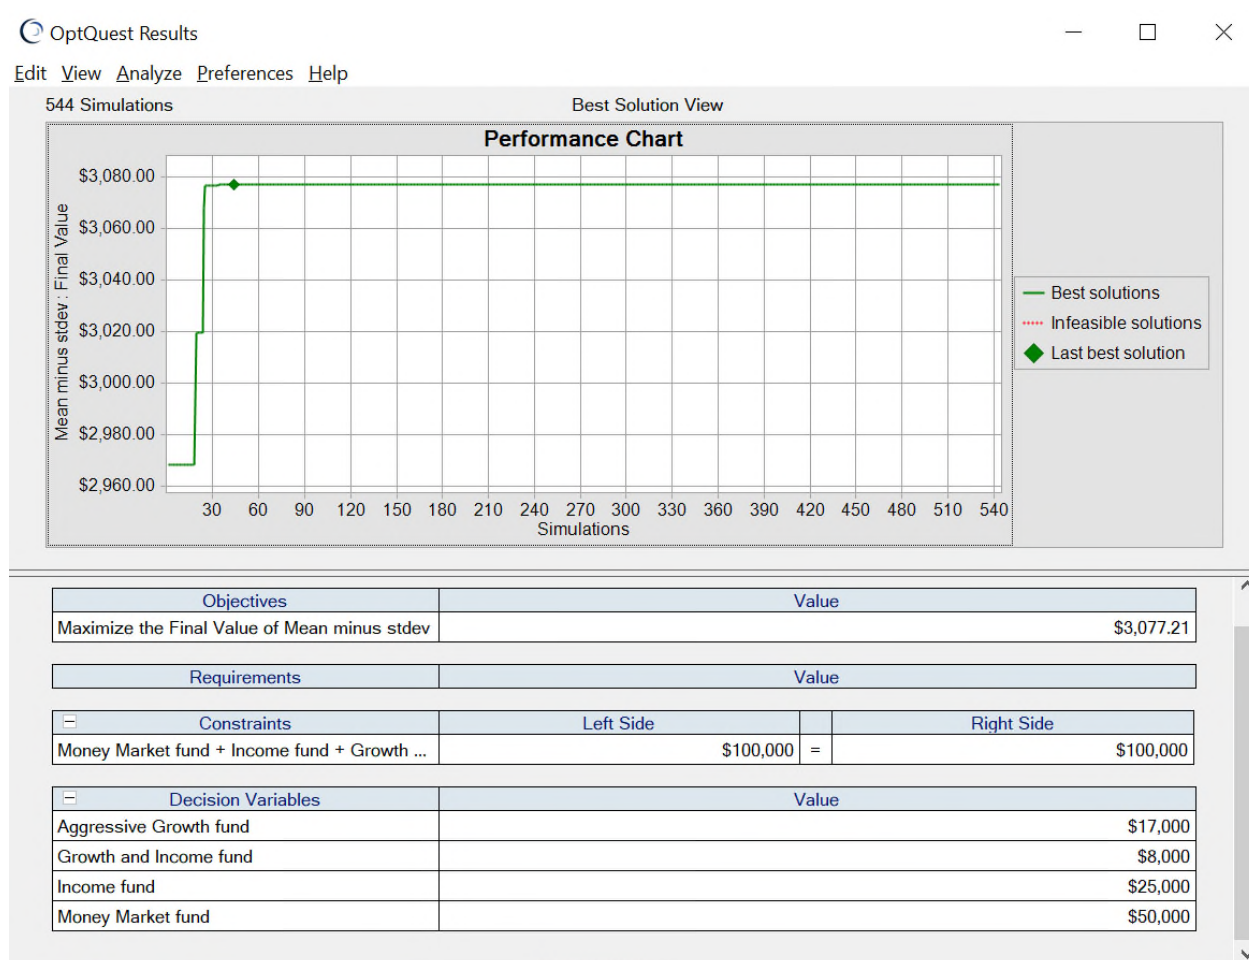 OptQuest Results
Edit View Analyze Preferences Help
544 Simulations Best Solution View
Performance Chart
Mean minus stdev : Final Value
$3,080.00
$3,060.00
$3,040.00
$3,020.00
$3,000.00
$2,980.00
$2,960.00
30 60 90 120 150 180 210 240 270 300 330 360 390 420 450 480 510 540
Simulations
Best solutions
Infeasible solutions
Last best solution
Objectives Value
Maximize the Final Value of Mean minus stdev $3,077.21
Requirements Value
Constraints Left Side Right Side
Money Market fund + Income fund + Growth ... $100,000 = $100,000
Decision Variables Value
Aggressive Growth fund $17,000
Growth and Income fund $8,000
Income fund $25,000
Money Market fund $50,000